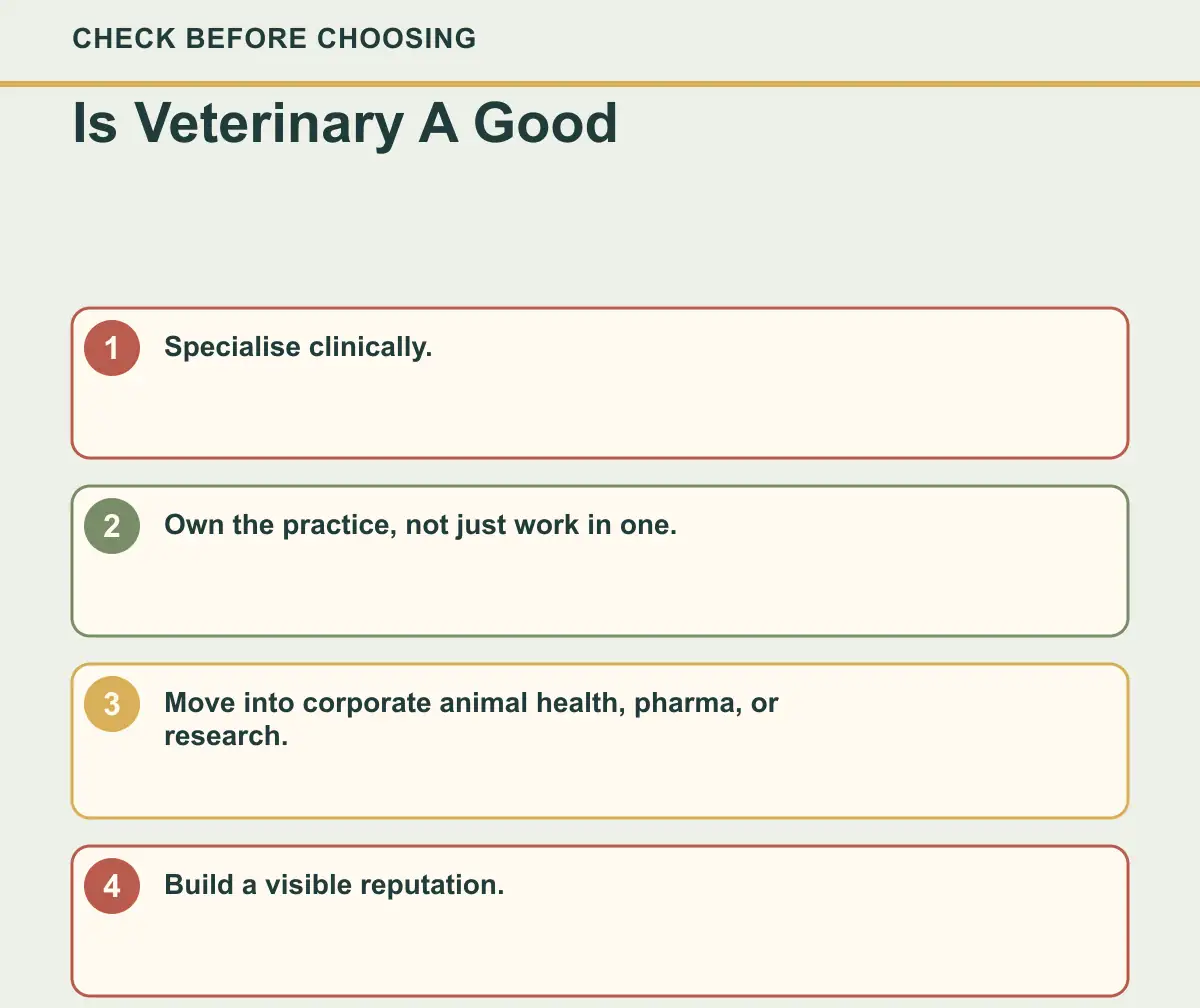 CHECK BEFORE CHOOSING
Is Veterinary A Good
1
Specialise clinically.
2
Own the practice, not just work in one.
3
Move into corporate animal health, pharma, or
research.
4
Build a visible reputation.